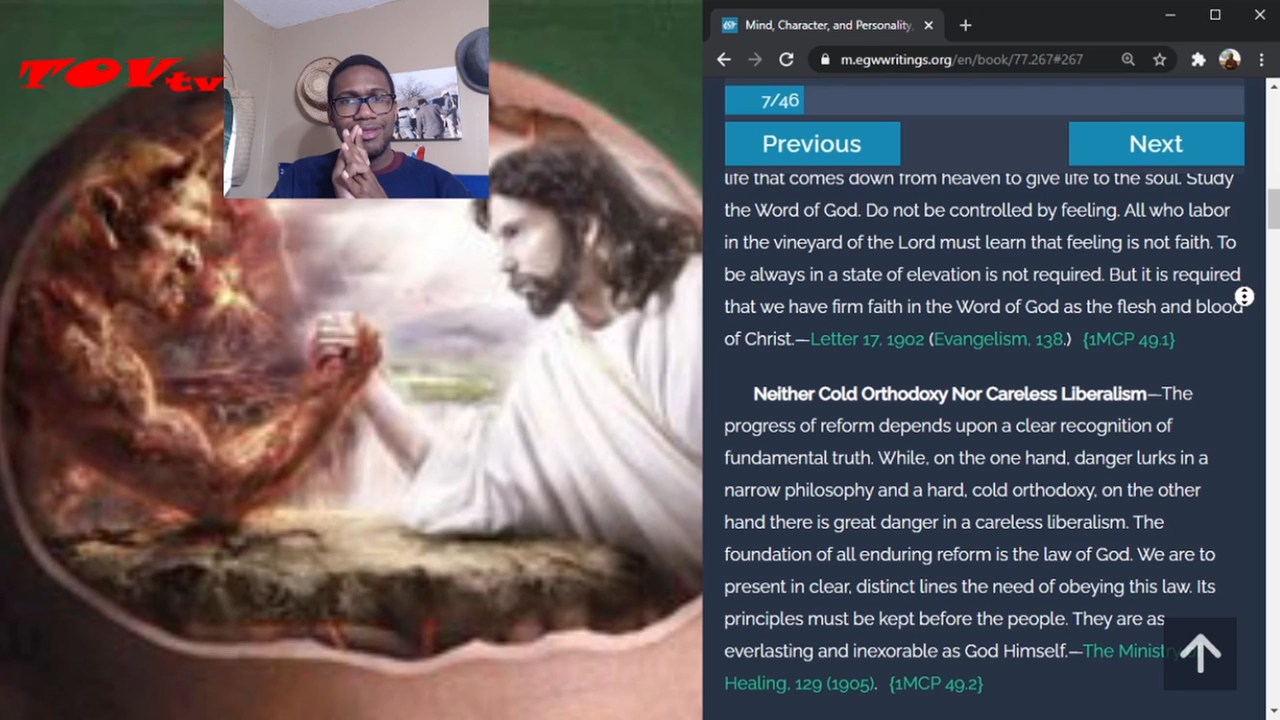 TOVtv
Mind, Character, and Personality,
m.egwwritings.org/en/book/77.267#267
7/46
Previous
Next
life that comes down from heaven to give life to the soul. Study
the Word of God. Do not be controlled by feeling. All who labor
in the vineyard of the Lord must learn that feeling is not faith. To
be always in a state of elevation is not required. But it is required
that we have firm faith in the Word of God as the flesh and blood
of Christ.—Letter 17, 1902 (Evangelism, 138.) {1MCP 49.1}
Neither Cold Orthodoxy Nor Careless Liberalism—The
progress of reform depends upon a clear recognition of
fundamental truth. While, on the one hand, danger lurks in a
narrow philosophy and a hard, cold orthodoxy, on the other
hand there is great danger in a careless liberalism. The
foundation of all enduring reform is the law of God. We are to
present in clear, distinct lines the need of obeying this law. Its
principles must be kept before the people. They are as
everlasting and inexorable as God Himself.—The Ministr
Healing, 129 (1905). {1MCP 49.2}